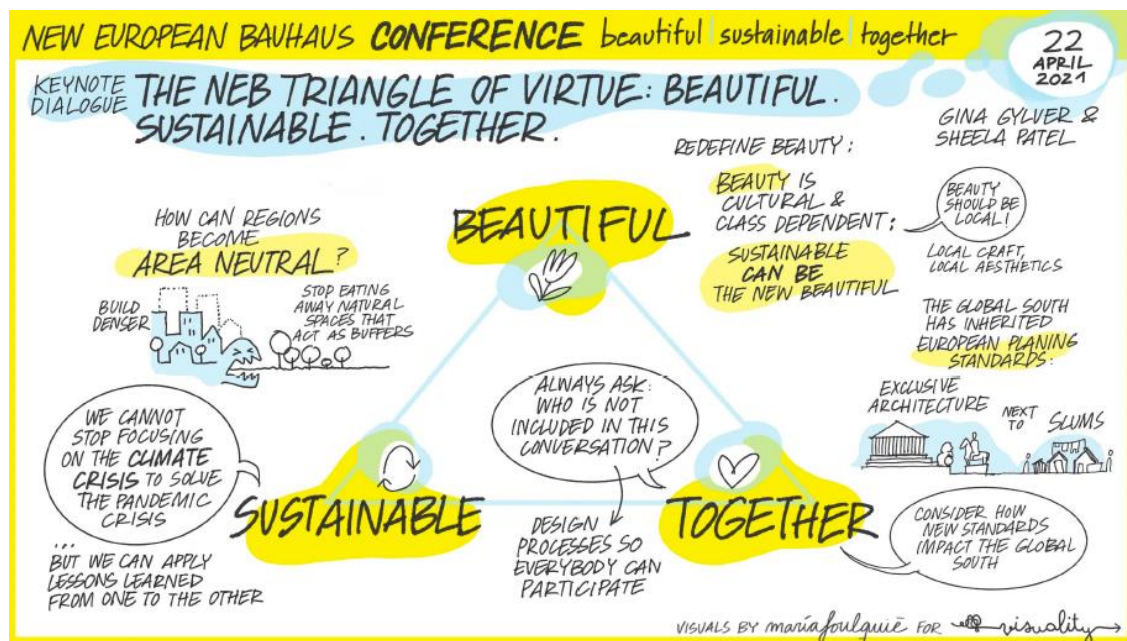 NEW EUROPEAN BAUHAUS CONFERENCE beautiful | sustainable | together
22
APRIL
2021
KEYNOTE
DIALOGUE
THE NEB TRIANGLE OF VIRTUE: BEAUTIFUL.
SUSTAINABLE. TOGETHER.
GINA GYLVER &
SHEELA PATEL
REDEFINE BEAUTY:
BEAUTY IS
CULTURAL &
CLASS DEPENDENT;
SUSTAINABLE
CAN BE
THE NEW BEAUTIFUL
BEAUTY
SHOULD BE
LOCAL!
LOCAL CRAFT,
LOCAL AESTHETICS
BEAUTIFUL
HOW CAN REGIONS
BECOME
AREA NEUTRAL?
BUILD
DENSER
STOP EATING
AWAY NATURAL
SPACES THAT
ACT AS BUFFERS
THE GLOBAL SOUTH
HAS INHERITED
EUROPEAN PLANING
STANDARDS:
EXCLUSIVE
ARCHITECTURE
NEXT
TO
SLUMS
WE CANNOT
STOP FOCUSING
ON THE CLIMATE
CRISIS TO SOLVE
THE PANDEMIC
CRISIS
...
BUT WE CAN APPLY
LESSONS LEARNED
FROM ONE TO THE OTHER
SUSTAINABLE
ALWAYS ASK:
WHO IS NOT
INCLUDED IN THIS
CONVERSATION?
DESIGN
PROCESSES SO
EVERYBODY CAN
PARTICIPATE
TOGETHER
CONSIDER HOW
NEW STANDARDS
IMPACT THE GLOBAL
SOUTH
VISUALS BY maría foulquié FOR visuality